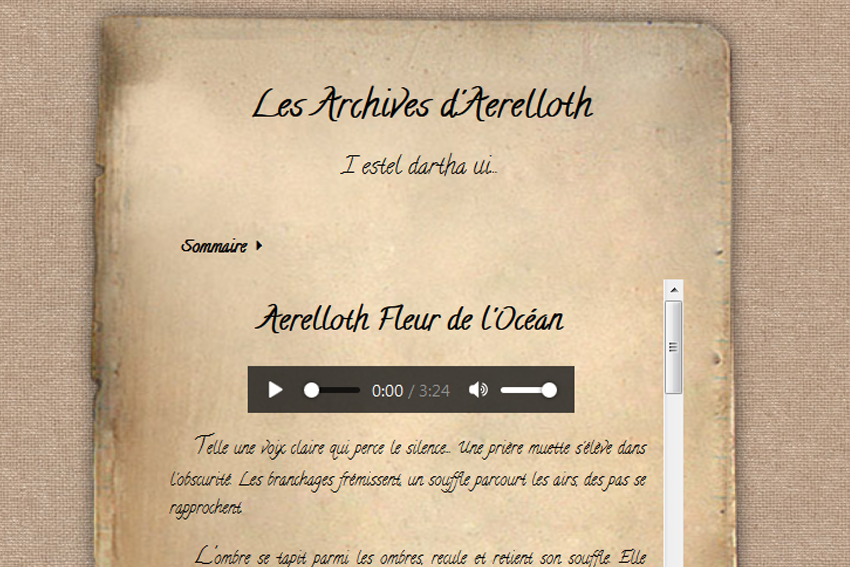 Les Archives d'Aerelloth
I estel dartha ui...
Sommaire
Aerelloth Fleur de l'Océan
0:00 / 3:24
Telle une voix claire qui perce le silence... Une prière muette s'élève dans
l'obscurité. Les branchages frémissent, un souffle parcourt les airs, des pas se
rapprochent.
L'ombre se tapit parmi les ombres, recule et retient son souffle. Elle